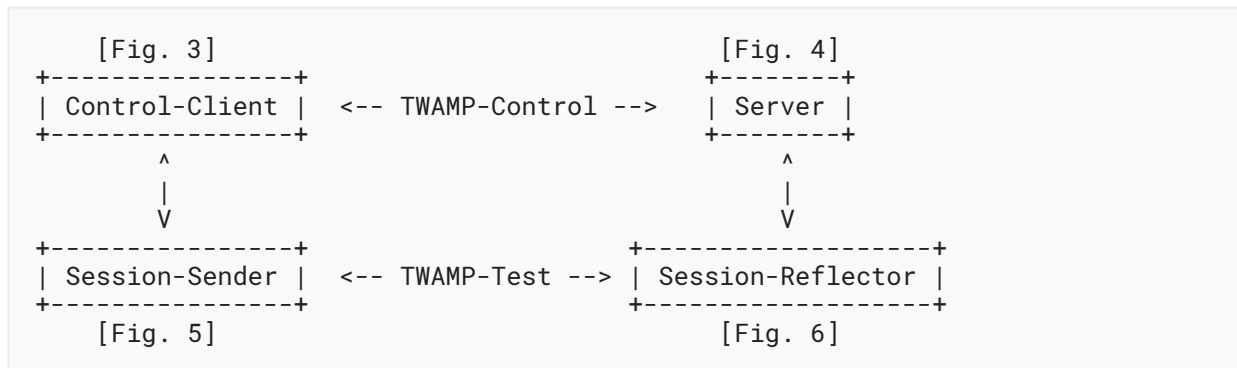 [Fig. 3] [Fig. 4]
+----------------+ +--------+
| Control-Client | <-- TWAMP-Control --> | Server |
+----------------+ +--------+
^ ^
| |
V V
+----------------+ +-------------------+
| Session-Sender | <-- TWAMP-Test --> | Session-Reflector |
+----------------+ +-------------------+
[Fig. 5] [Fig. 6]